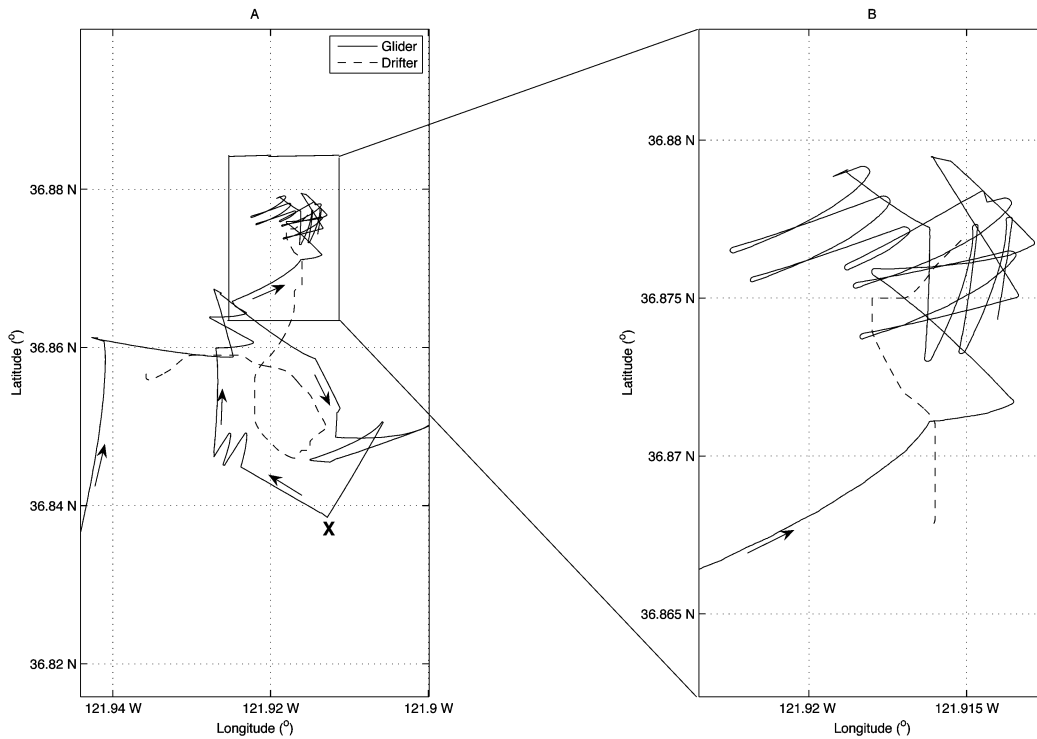 A
Glider
Drifter
36.88 N
36.86 N
36.84 N
36.82 N
Latitude (o)
X
121.94 W
121.92 W
121.9 W
Longitude (o)
B
36.88 N
36.875 N
36.87 N
36.865 N
Latitude (o)
121.92 W
121.915 W
Longitude (o)